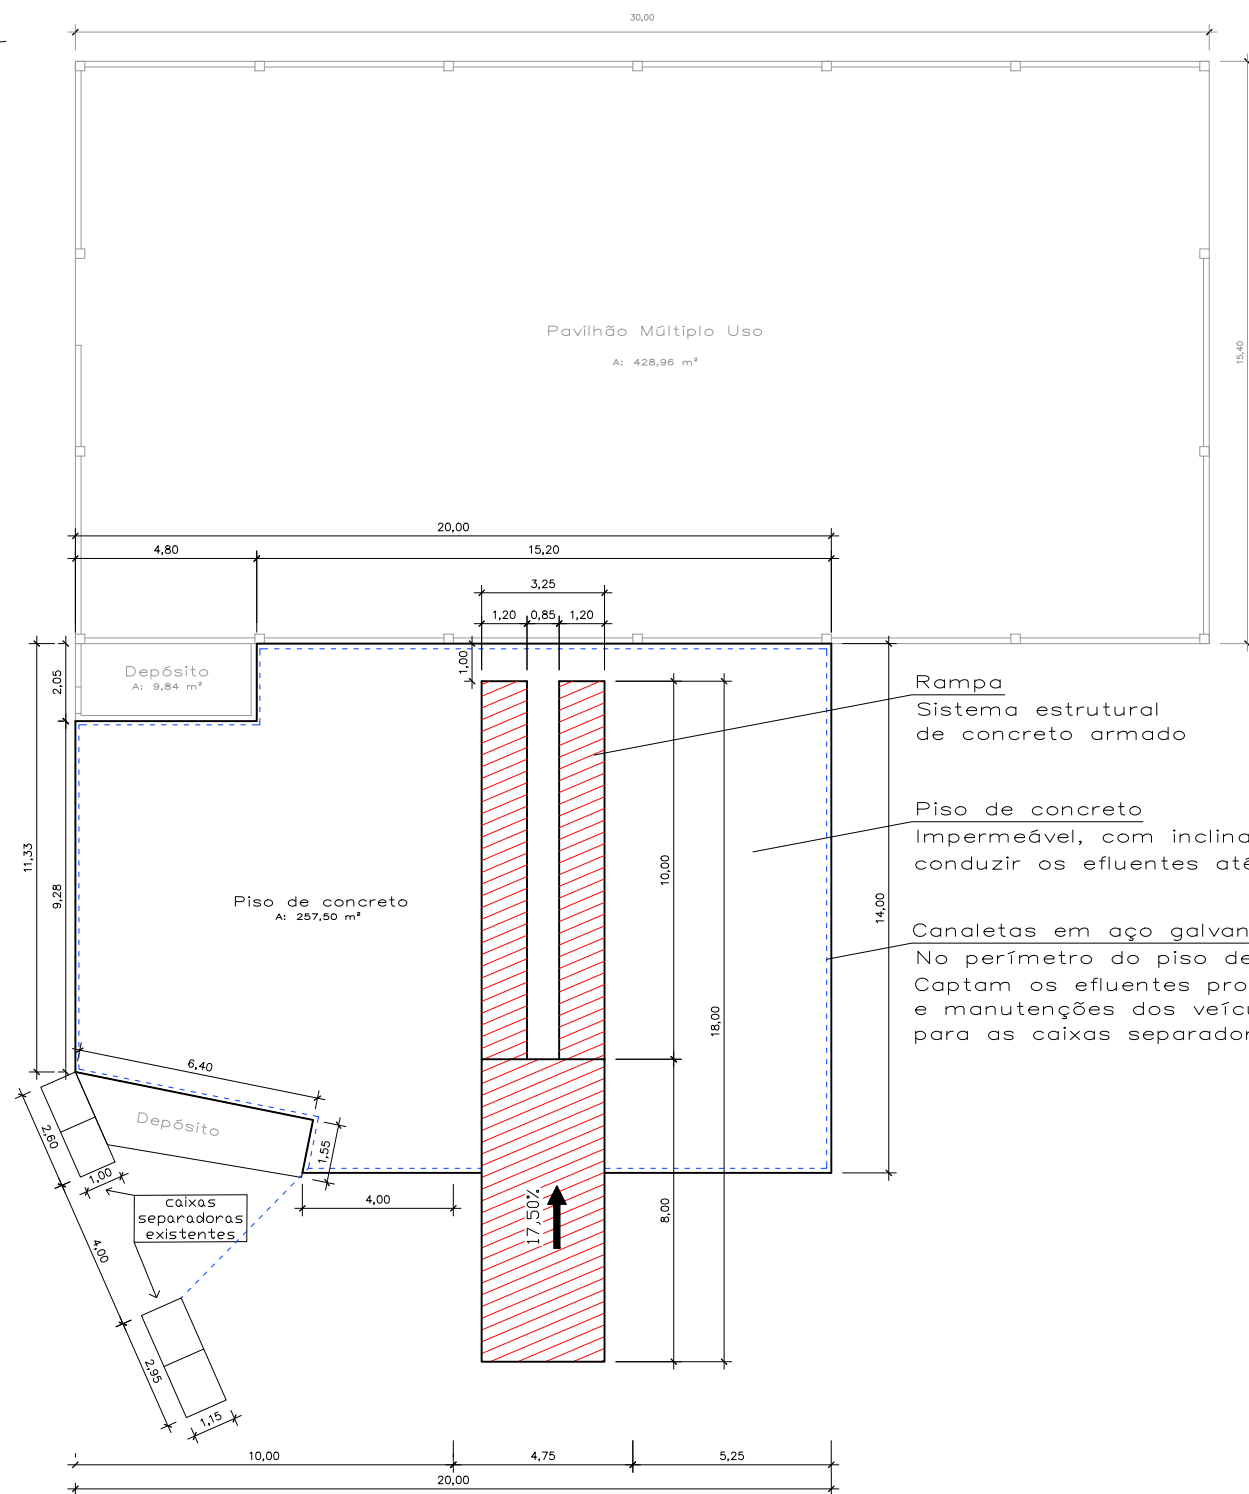 30,00
15,40
Pavilhão Múltiplo Uso
A: 428,96 m²
20,00
4,80
15,20
3,25
1,20
0,85
1,20
1,00
2,05
Depósito
A: 9,84 m²
Rampa
Sistema estrutural
de concreto armado
Piso de concreto
Impermeável, com inclina
conduzir os efluentes até
11,33
9,28
10,00
14,00
Piso de concreto
A: 257,50 m²
Canaletas em aço galvan
No perímetro do piso de
Captam os efluentes pro
e manutenções dos veícu
para as caixas separador
18,00
6,40
Depósito
1,55
2,60
1,00
caixas
separadoras
existentes
4,00
17,50%
8,00
4,00
2,95
1,15
10,00
4,75
5,25
20,00